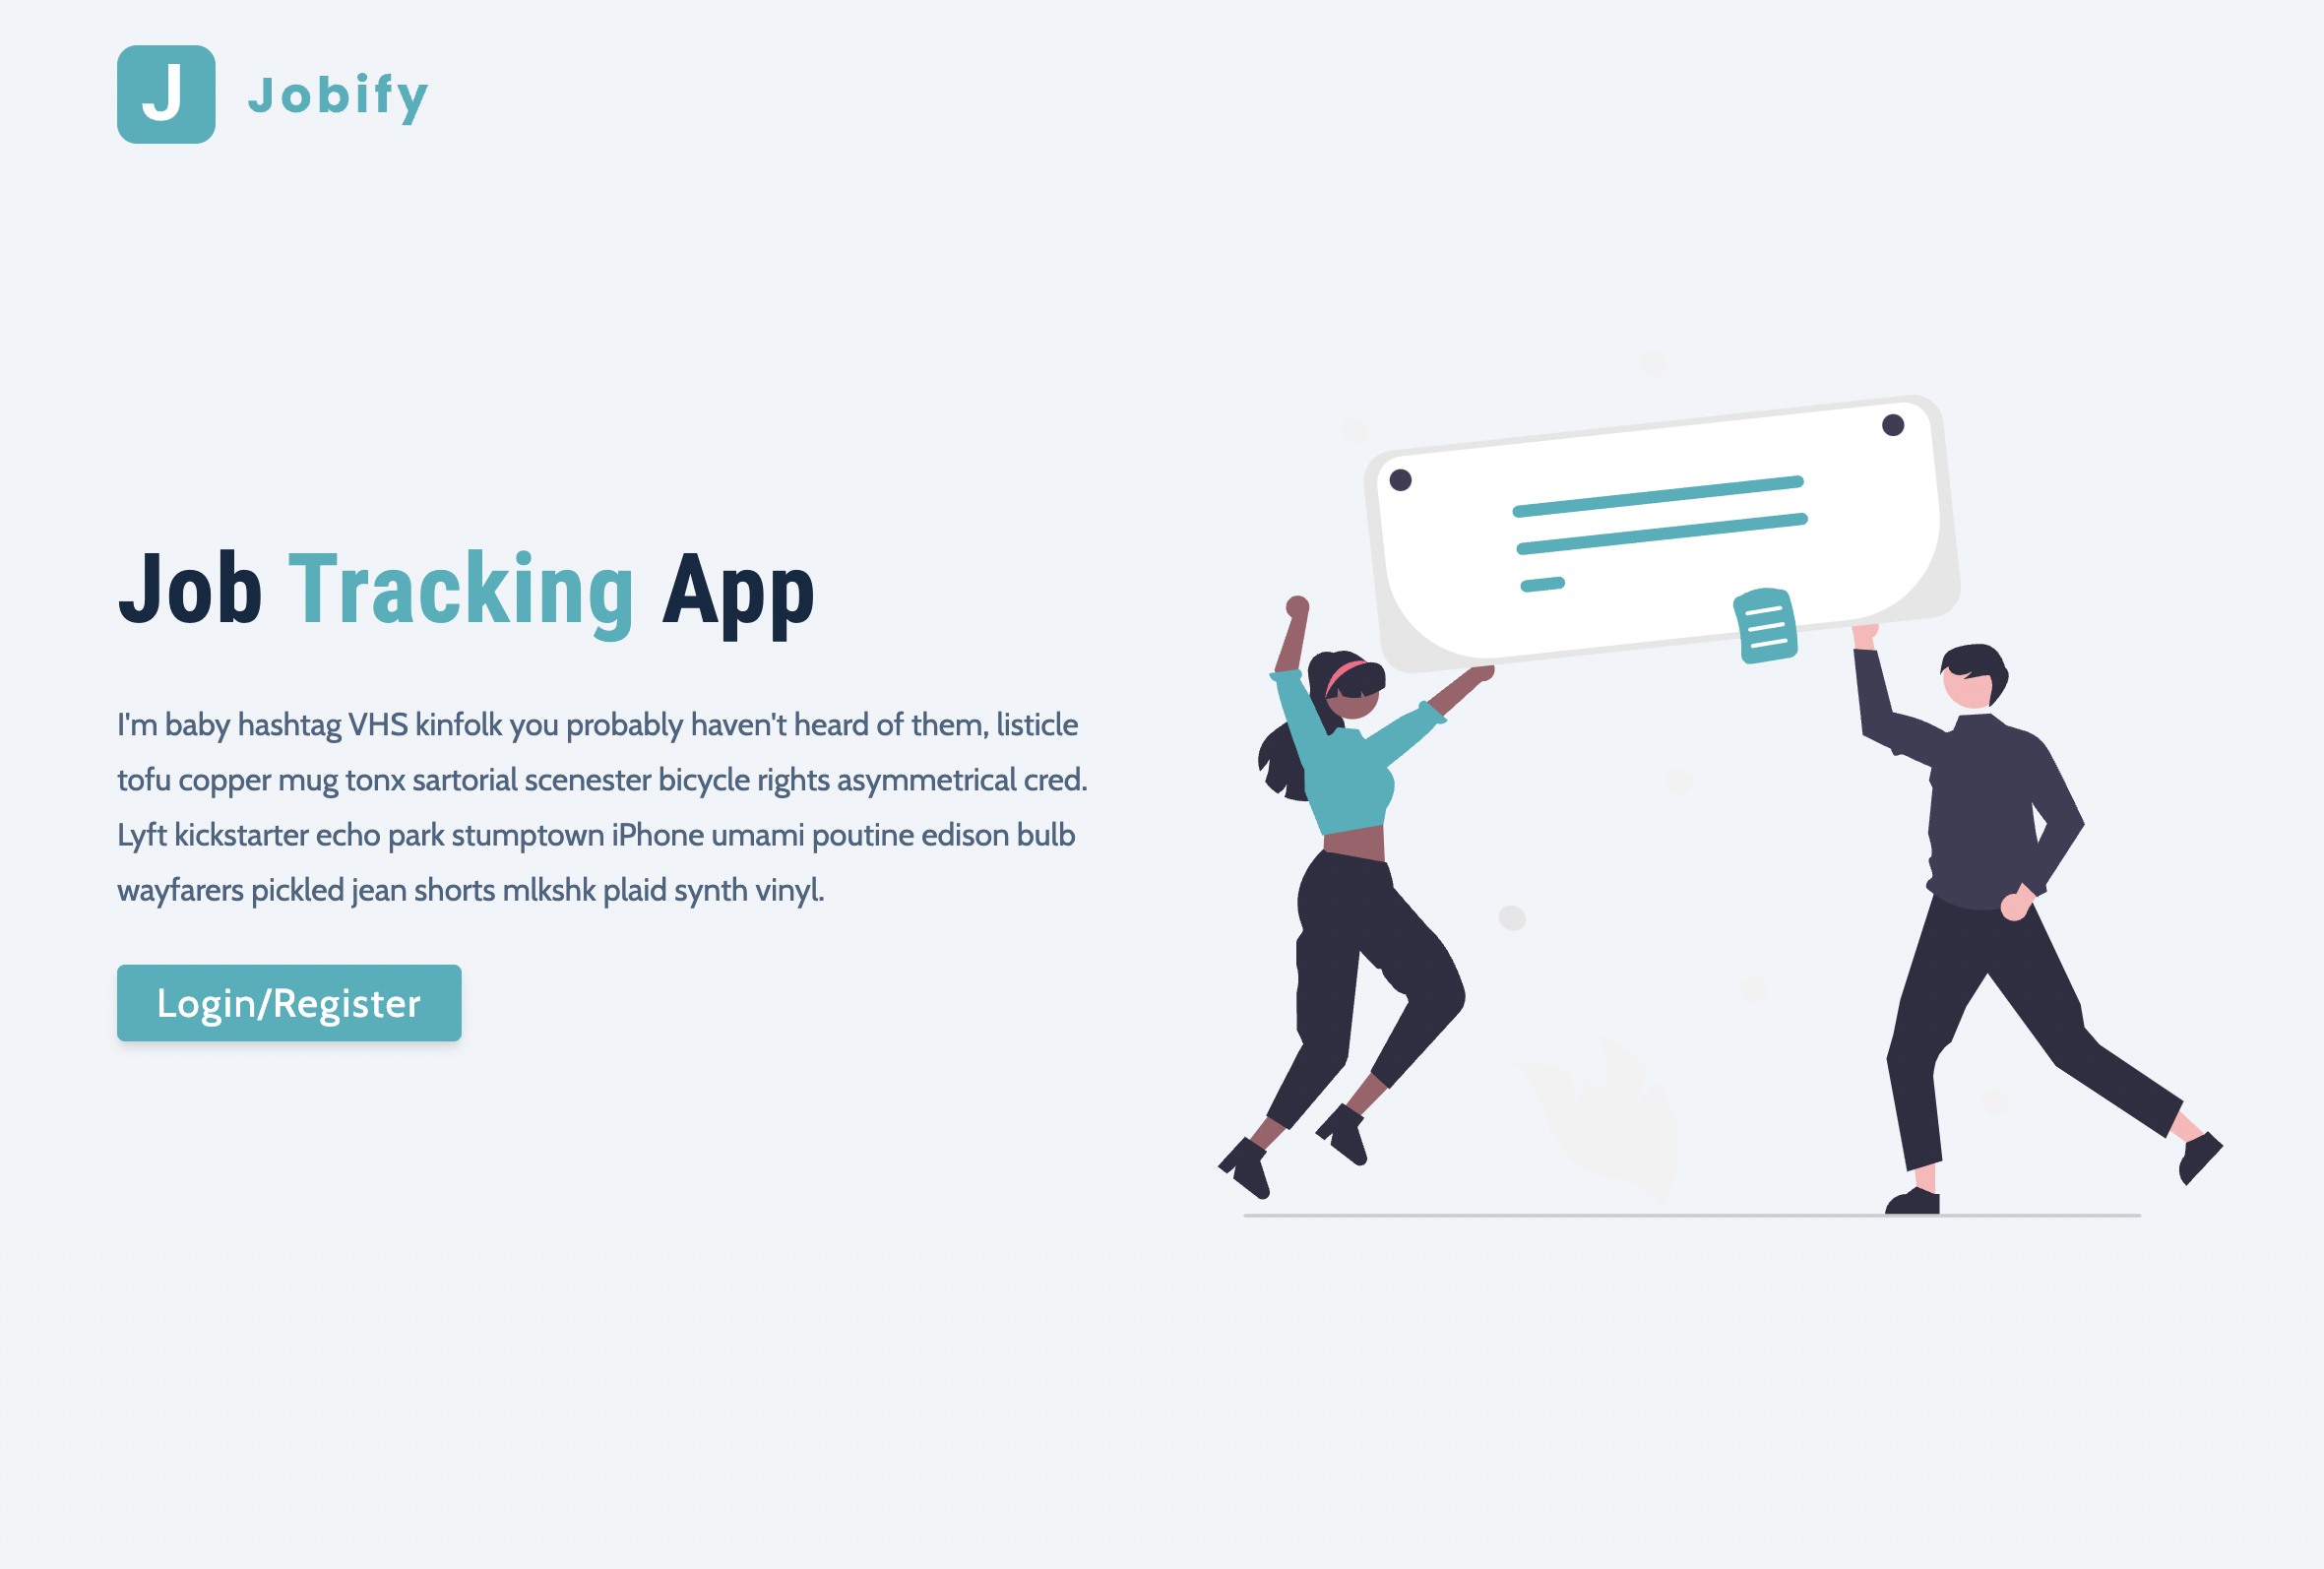 J
Jobify
Job Tracking App
I'm baby hashtag VHS kinfolk you probably haven't heard of them, listicle
tofu copper mug tonx sartorial scenester bicycle rights asymmetrical cred.
Lyft kickstarter echo park stumptown iPhone umami poutine edison bulb
wayfarers pickled jean shorts mlkshk plaid synth vinyl.
Login/Register